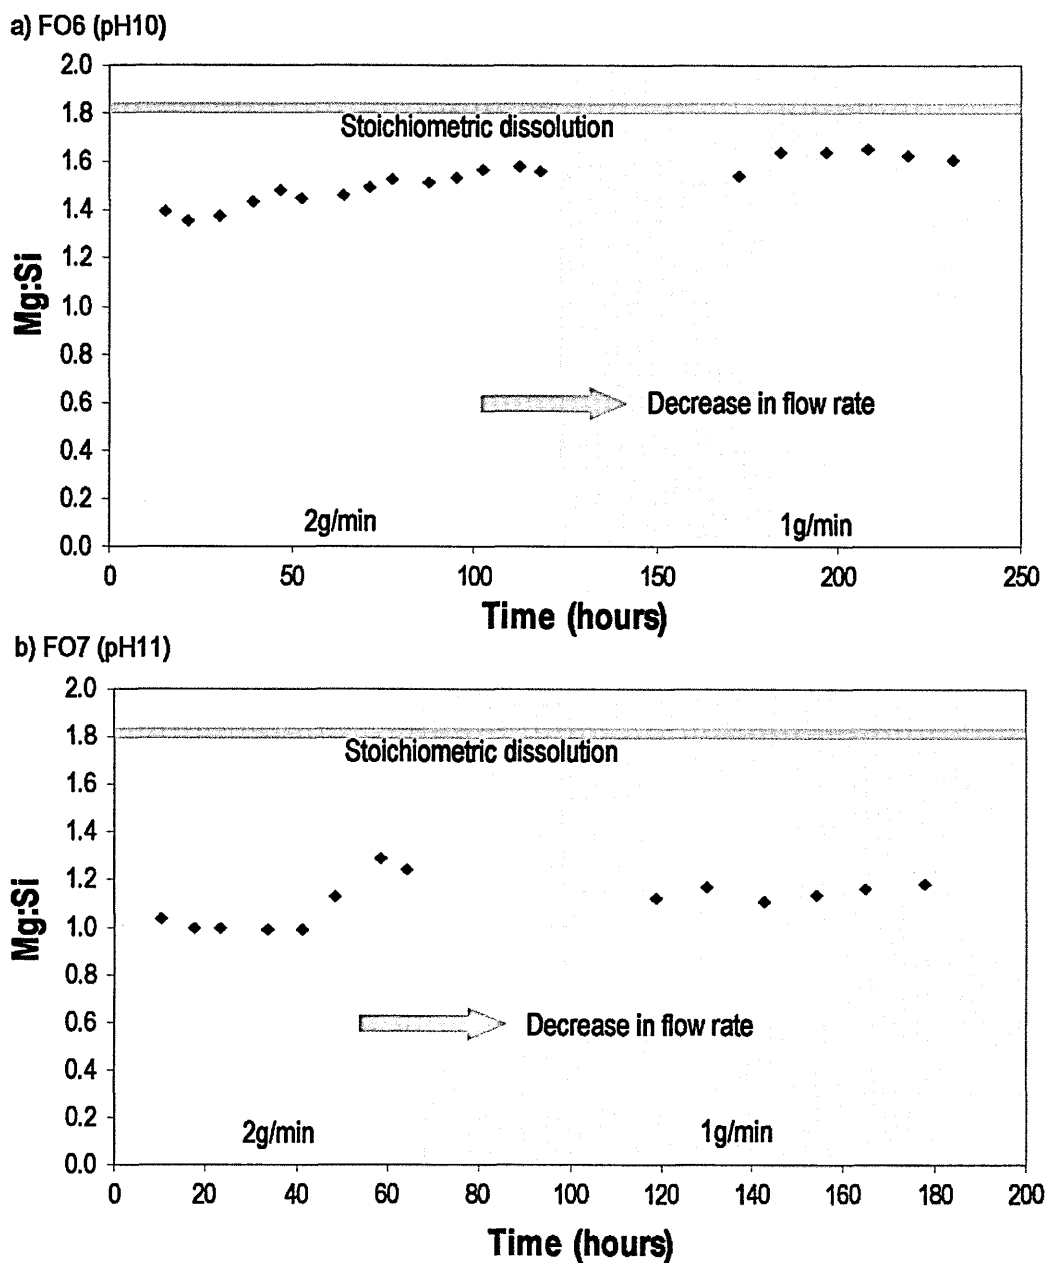 a) FO6 (pH10)
2.0
1.8
Stoichiometric dissolution
1.6
1.4
1.2
1.0
0.8
0.6
Decrease in flow rate
0.4
0.2
2g/min
1g/min
0.0
Mg:Si
0 50 100 150 200 250
Time (hours)
b) FO7 (pH11)
2.0
1.8
Stoichiometric dissolution
1.6
1.4
1.2
1.0
0.8
0.6
Decrease in flow rate
0.4
0.2
2g/min
1g/min
0.0
Mg:Si
0 20 40 60 80 100 120 140 160 180 200
Time (hours)